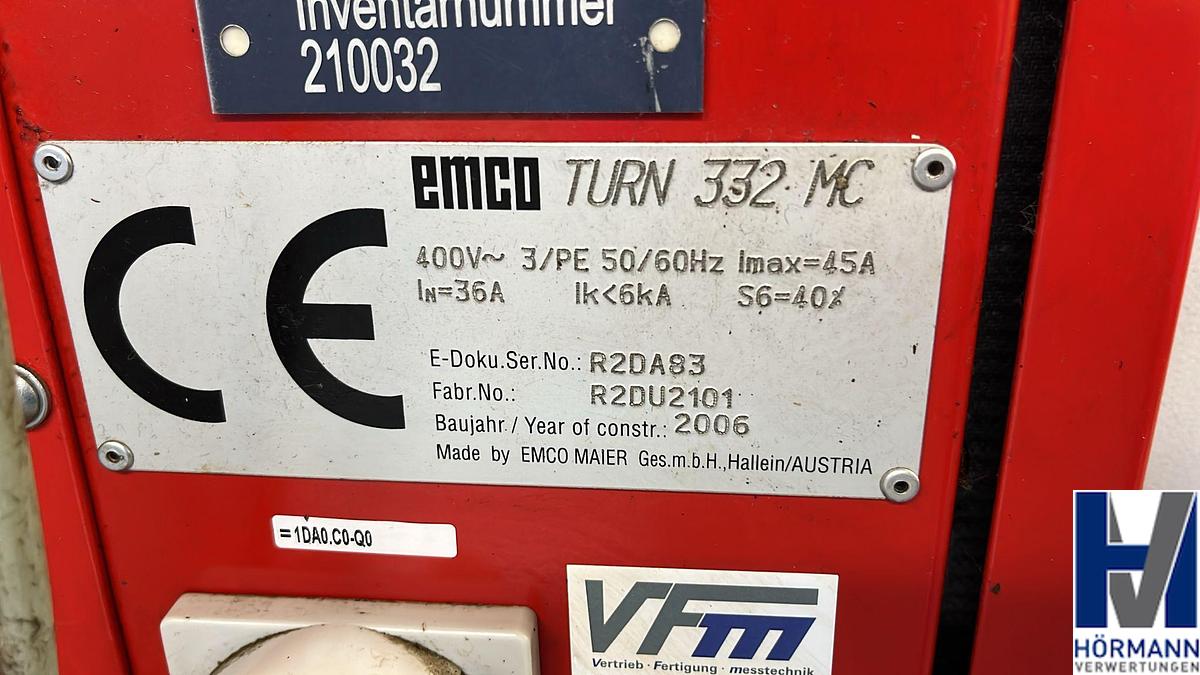 Inventarnummer
210032
emco TURN 332 MC
CE
400V~ 3/PE 50/60Hz Imax=45A
IN=36A Ik<6kA S6=40%
E-Doku.Ser.No.: R2DA83
Fabr.No.: R2DU2101
Baujahr./ Year of constr.: 2006
Made by EMCO MAIER Ges.m.b.H.,Hallein/AUSTRIA
=1DA0.C0-Q0
VFm
Vertrieb · Fertigung · messtechnik
HV
HÖRMANN
VERWERTUNGEN